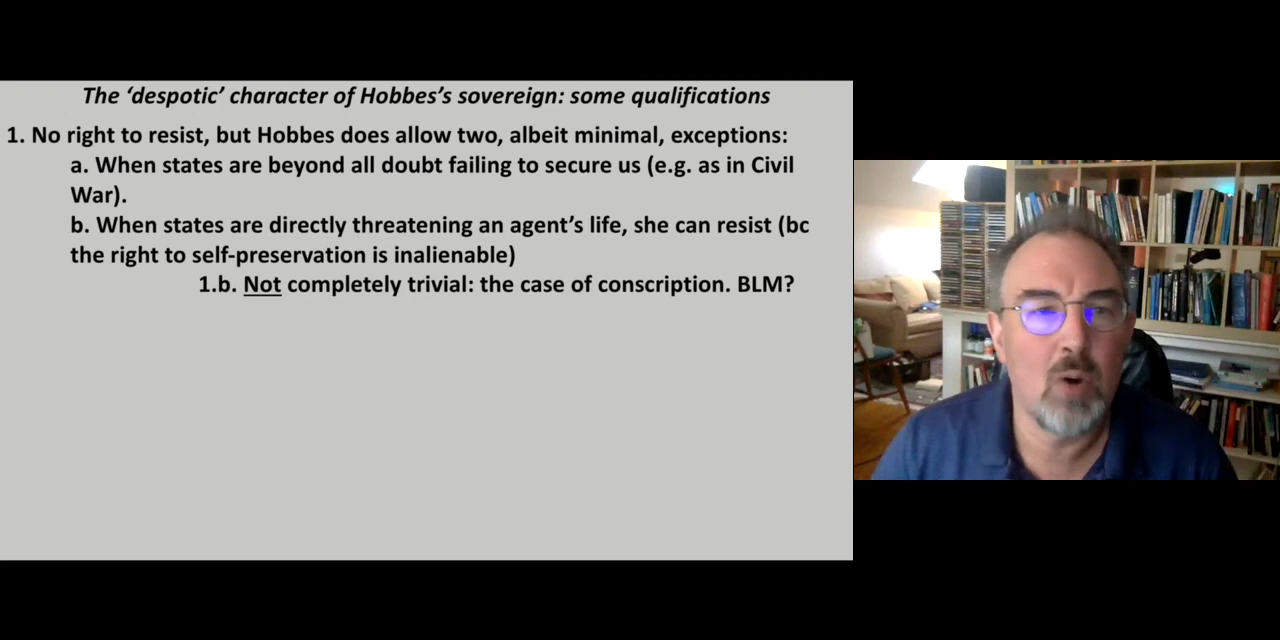 The ‘despotic’ character of Hobbes’s sovereign: some qualifications
1. No right to resist, but Hobbes does allow two, albeit minimal, exceptions:
a. When states are beyond all doubt failing to secure us (e.g. as in Civil
War).
b. When states are directly threatening an agent’s life, she can resist (bc
the right to self-preservation is inalienable)
1.b. Not completely trivial: the case of conscription. BLM?